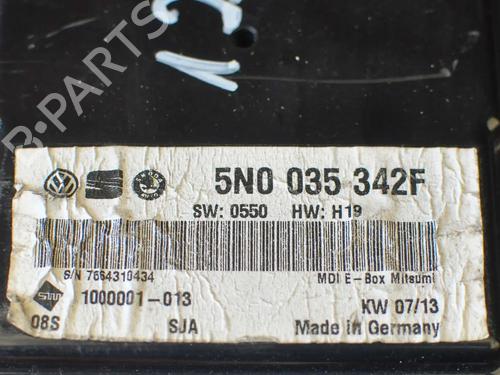 B-PARTS
5N0 035 342F
SW: 0550 HW: H19
S/N 7664310434
MDI E-Box Mitsumi
1000001-013
KW 07/13
08S
SJA
Made in Germany